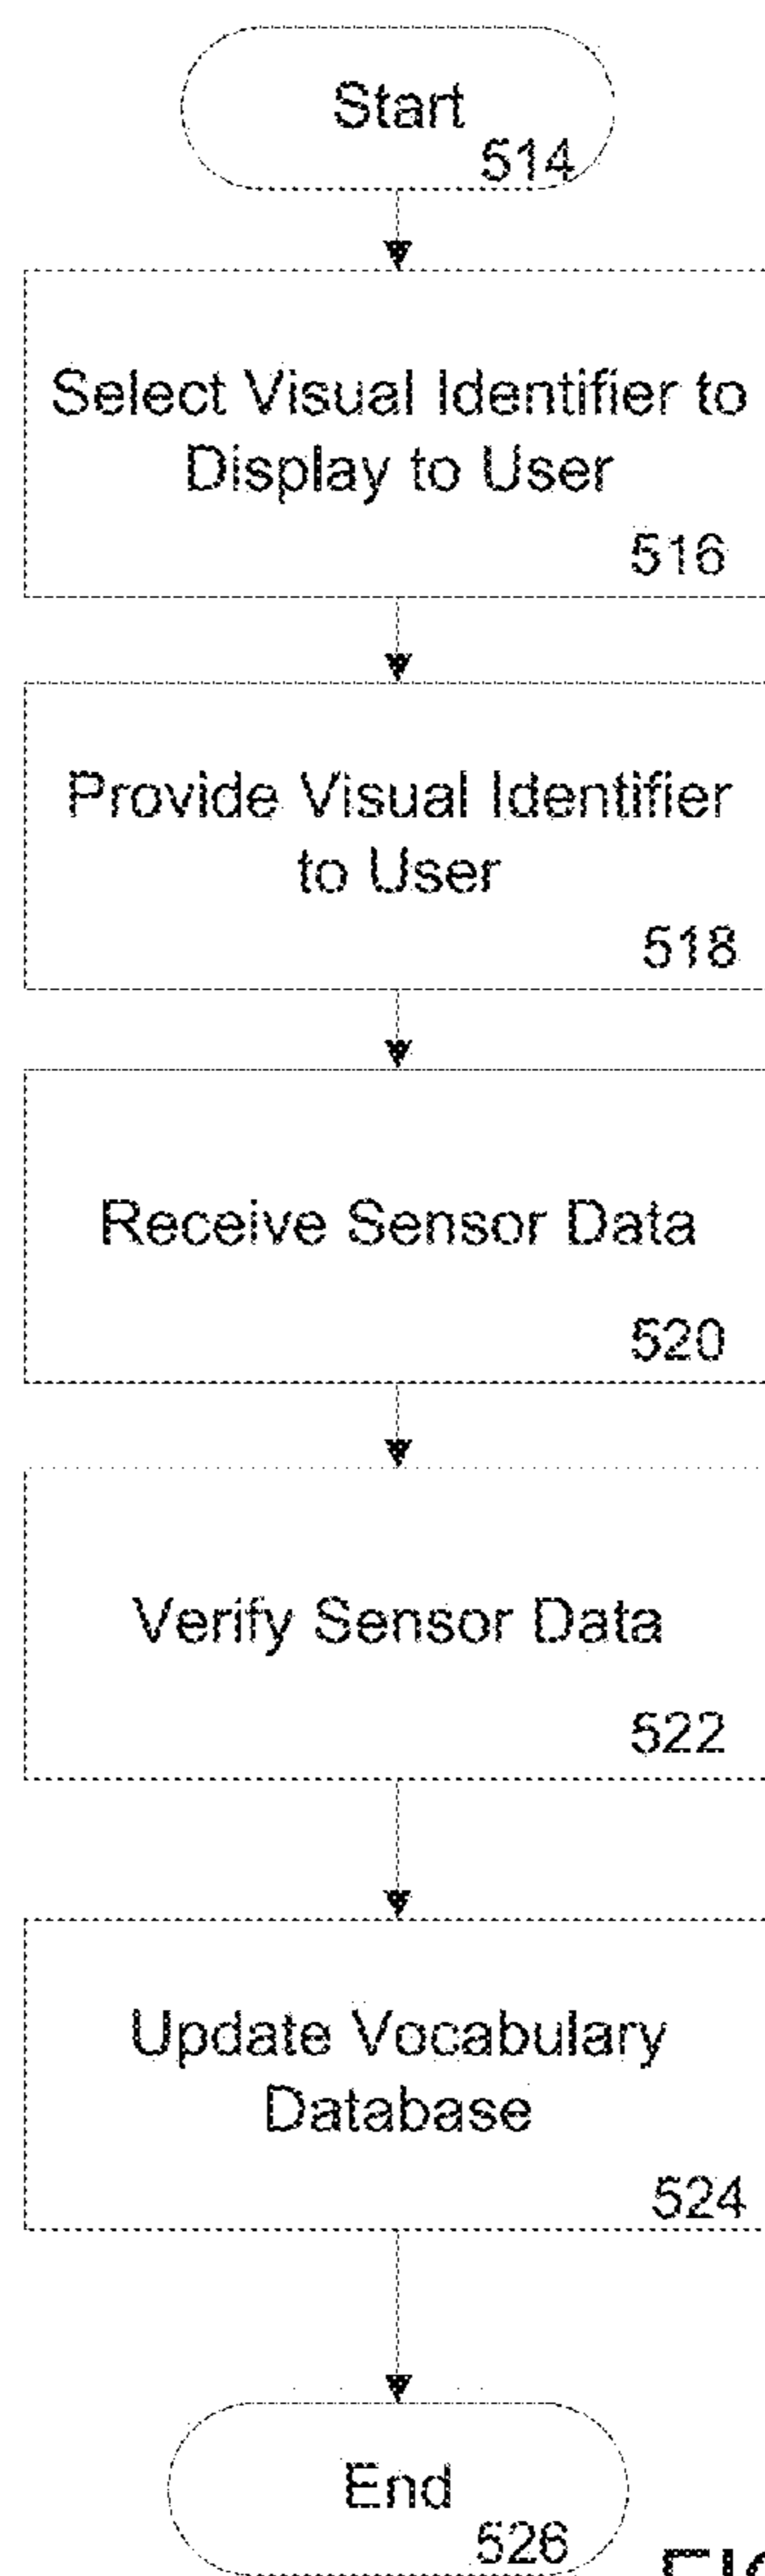 Start
514
Select Visual Identifier to
Display to User
516
Provide Visual Identifier
to User
518
Receive Sensor Data
520
Verify Sensor Data
522
Update Vocabulary
Database
524
End
526